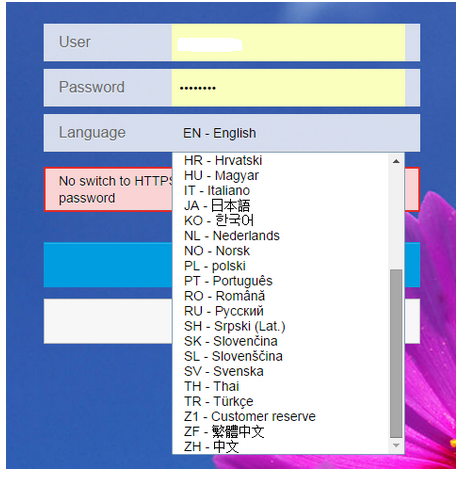 User
Password ••••••••
Language EN - English
No switch to HTTPS
password
HR - Hrvatski
HU - Magyar
IT - Italiano
JA - 日本語
KO - 한국어
NL - Nederlands
NO - Norsk
PL - polski
PT - Português
RO - Română
RU - Русский
SH - Srpski (Lat.)
SK - Slovenčina
SL - Slovenščina
SV - Svenska
TH - Thai
TR - Türkçe
Z1 - Customer reserve
ZF - 繁體中文
ZH - 中文